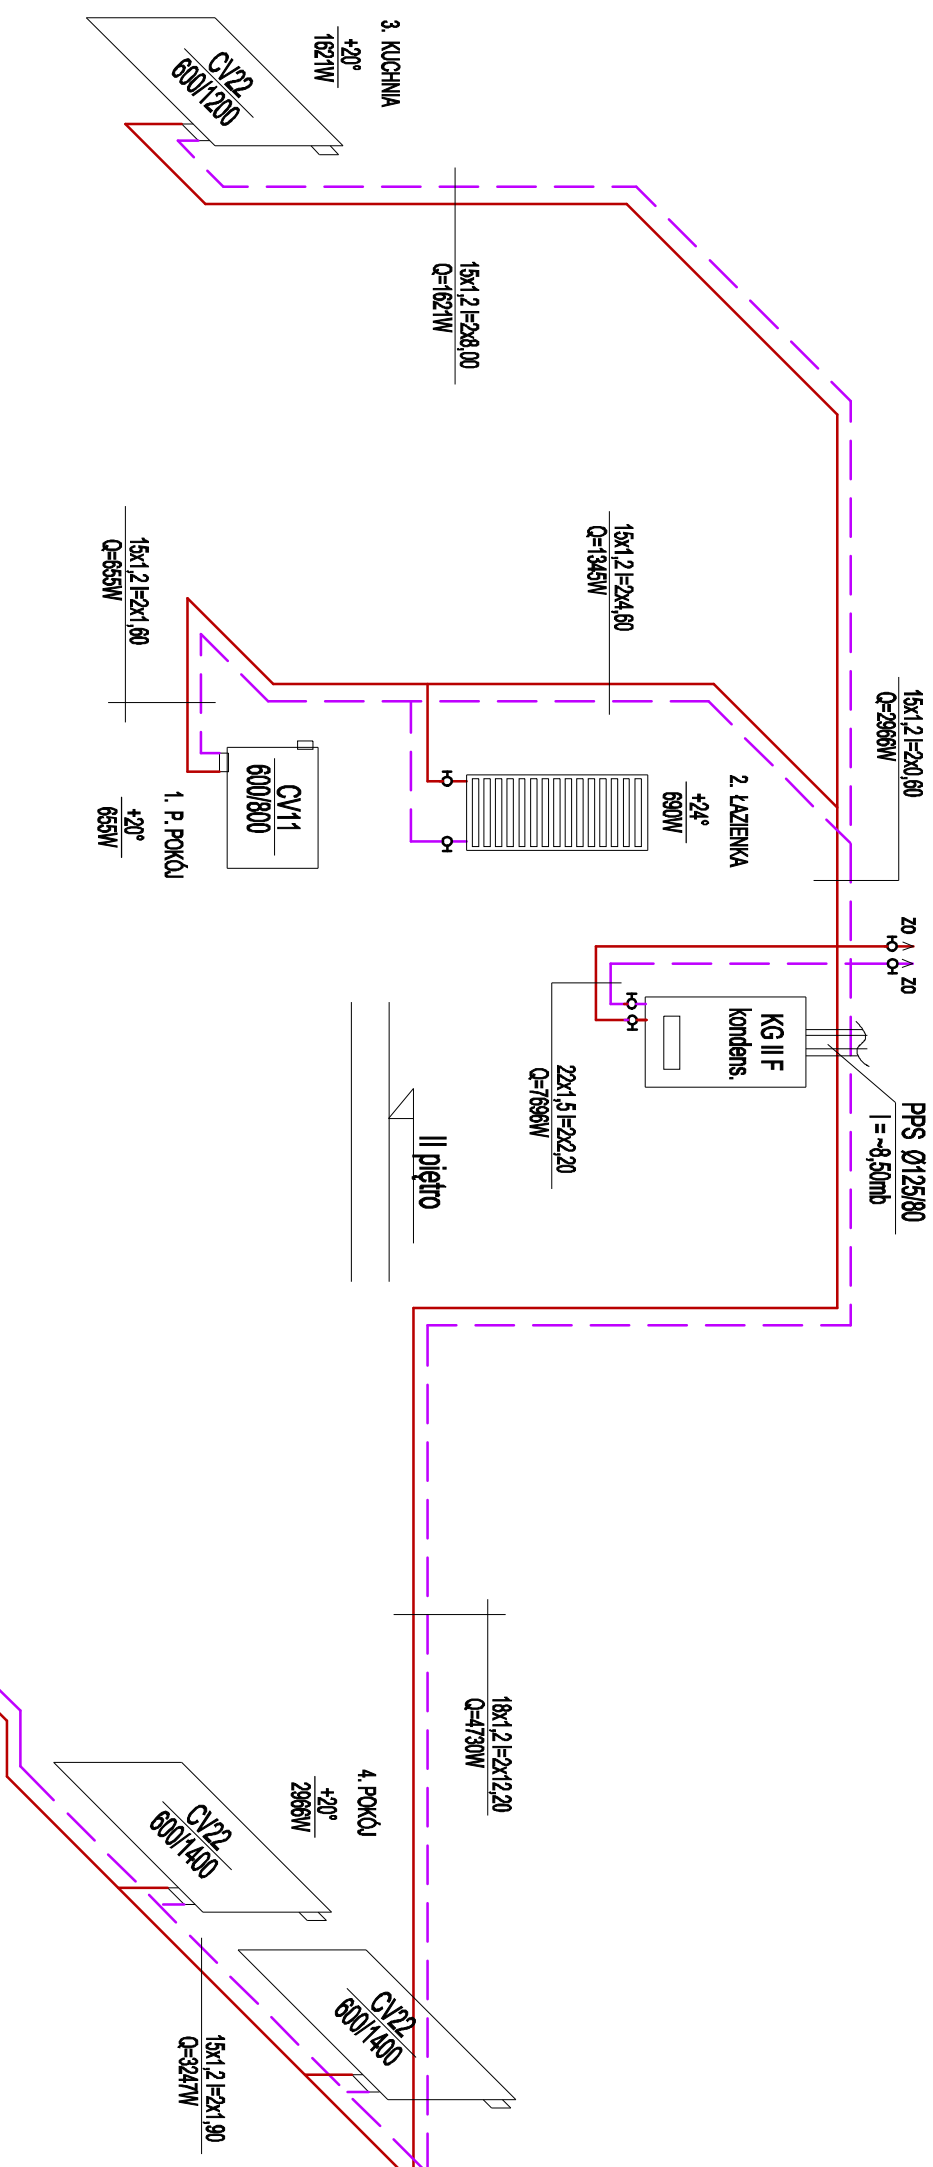 3. KUCHNIA
+20°
1621W
CV22
600/1200
15x1,2 l=2x8,00
Q=1621W
15x1,2 l=2x4,60
Q=1345W
15x1,2 l=2x1,60
Q=655W
15x1,2 l=2x0,60
Q=2966W
2. ŁAZIENKA
+24°
690W
CV11
600/800
1. P. POKÓJ
+20°
655W
ZO
ZO
KG II F
kondens.
PPS Ø125/80
l = ~8,50mb
22x1,5 l=2x2,20
Q=7696W
II piętro
18x1,2 l=2x12,20
Q=4730W
4. POKÓJ
+20°
2966W
CV22
600/1400
CV22
600/1400
15x1,2 l=2x1,90
Q=3247W